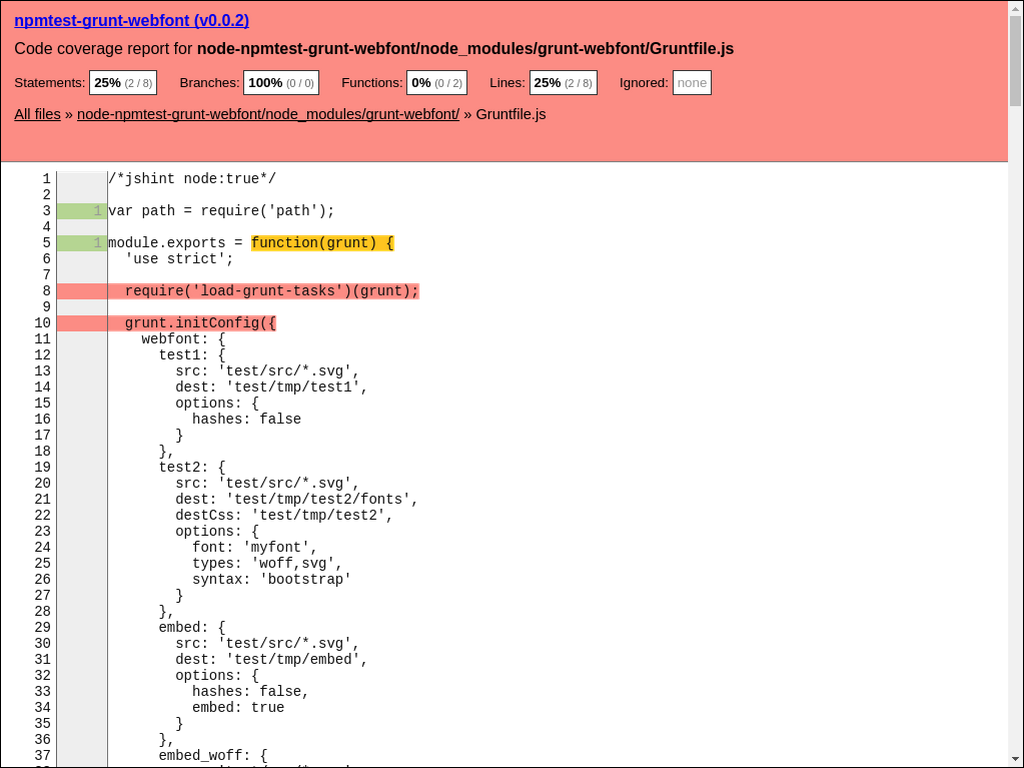 npmtest-grunt-webfont (v0.0.2)
Code coverage report for node-npmtest-grunt-webfont/node_modules/grunt-webfont/Gruntfile.js
Statements: 25% (2 / 8) Branches: 100% (0 / 0) Functions: 0% (0 / 2) Lines: 25% (2 / 8) Ignored: none
All files » node-npmtest-grunt-webfont/node_modules/grunt-webfont/ » Gruntfile.js
1 /*jshint node:true*/
2
3 1 var path = require('path');
4
5 1 module.exports = function(grunt) {
6 'use strict';
7
8 require('load-grunt-tasks')(grunt);
9
10 grunt.initConfig({
11 webfont: {
12 test1: {
13 src: 'test/src/*.svg',
14 dest: 'test/tmp/test1',
15 options: {
16 hashes: false
17 }
18 },
19 test2: {
20 src: 'test/src/*.svg',
21 dest: 'test/tmp/test2/fonts',
22 destCss: 'test/tmp/test2',
23 options: {
24 font: 'myfont',
25 types: 'woff,svg',
26 syntax: 'bootstrap'
27 }
28 },
29 embed: {
30 src: 'test/src/*.svg',
31 dest: 'test/tmp/embed',
32 options: {
33 hashes: false,
34 embed: true
35 }
36 },
37 embed_woff: {